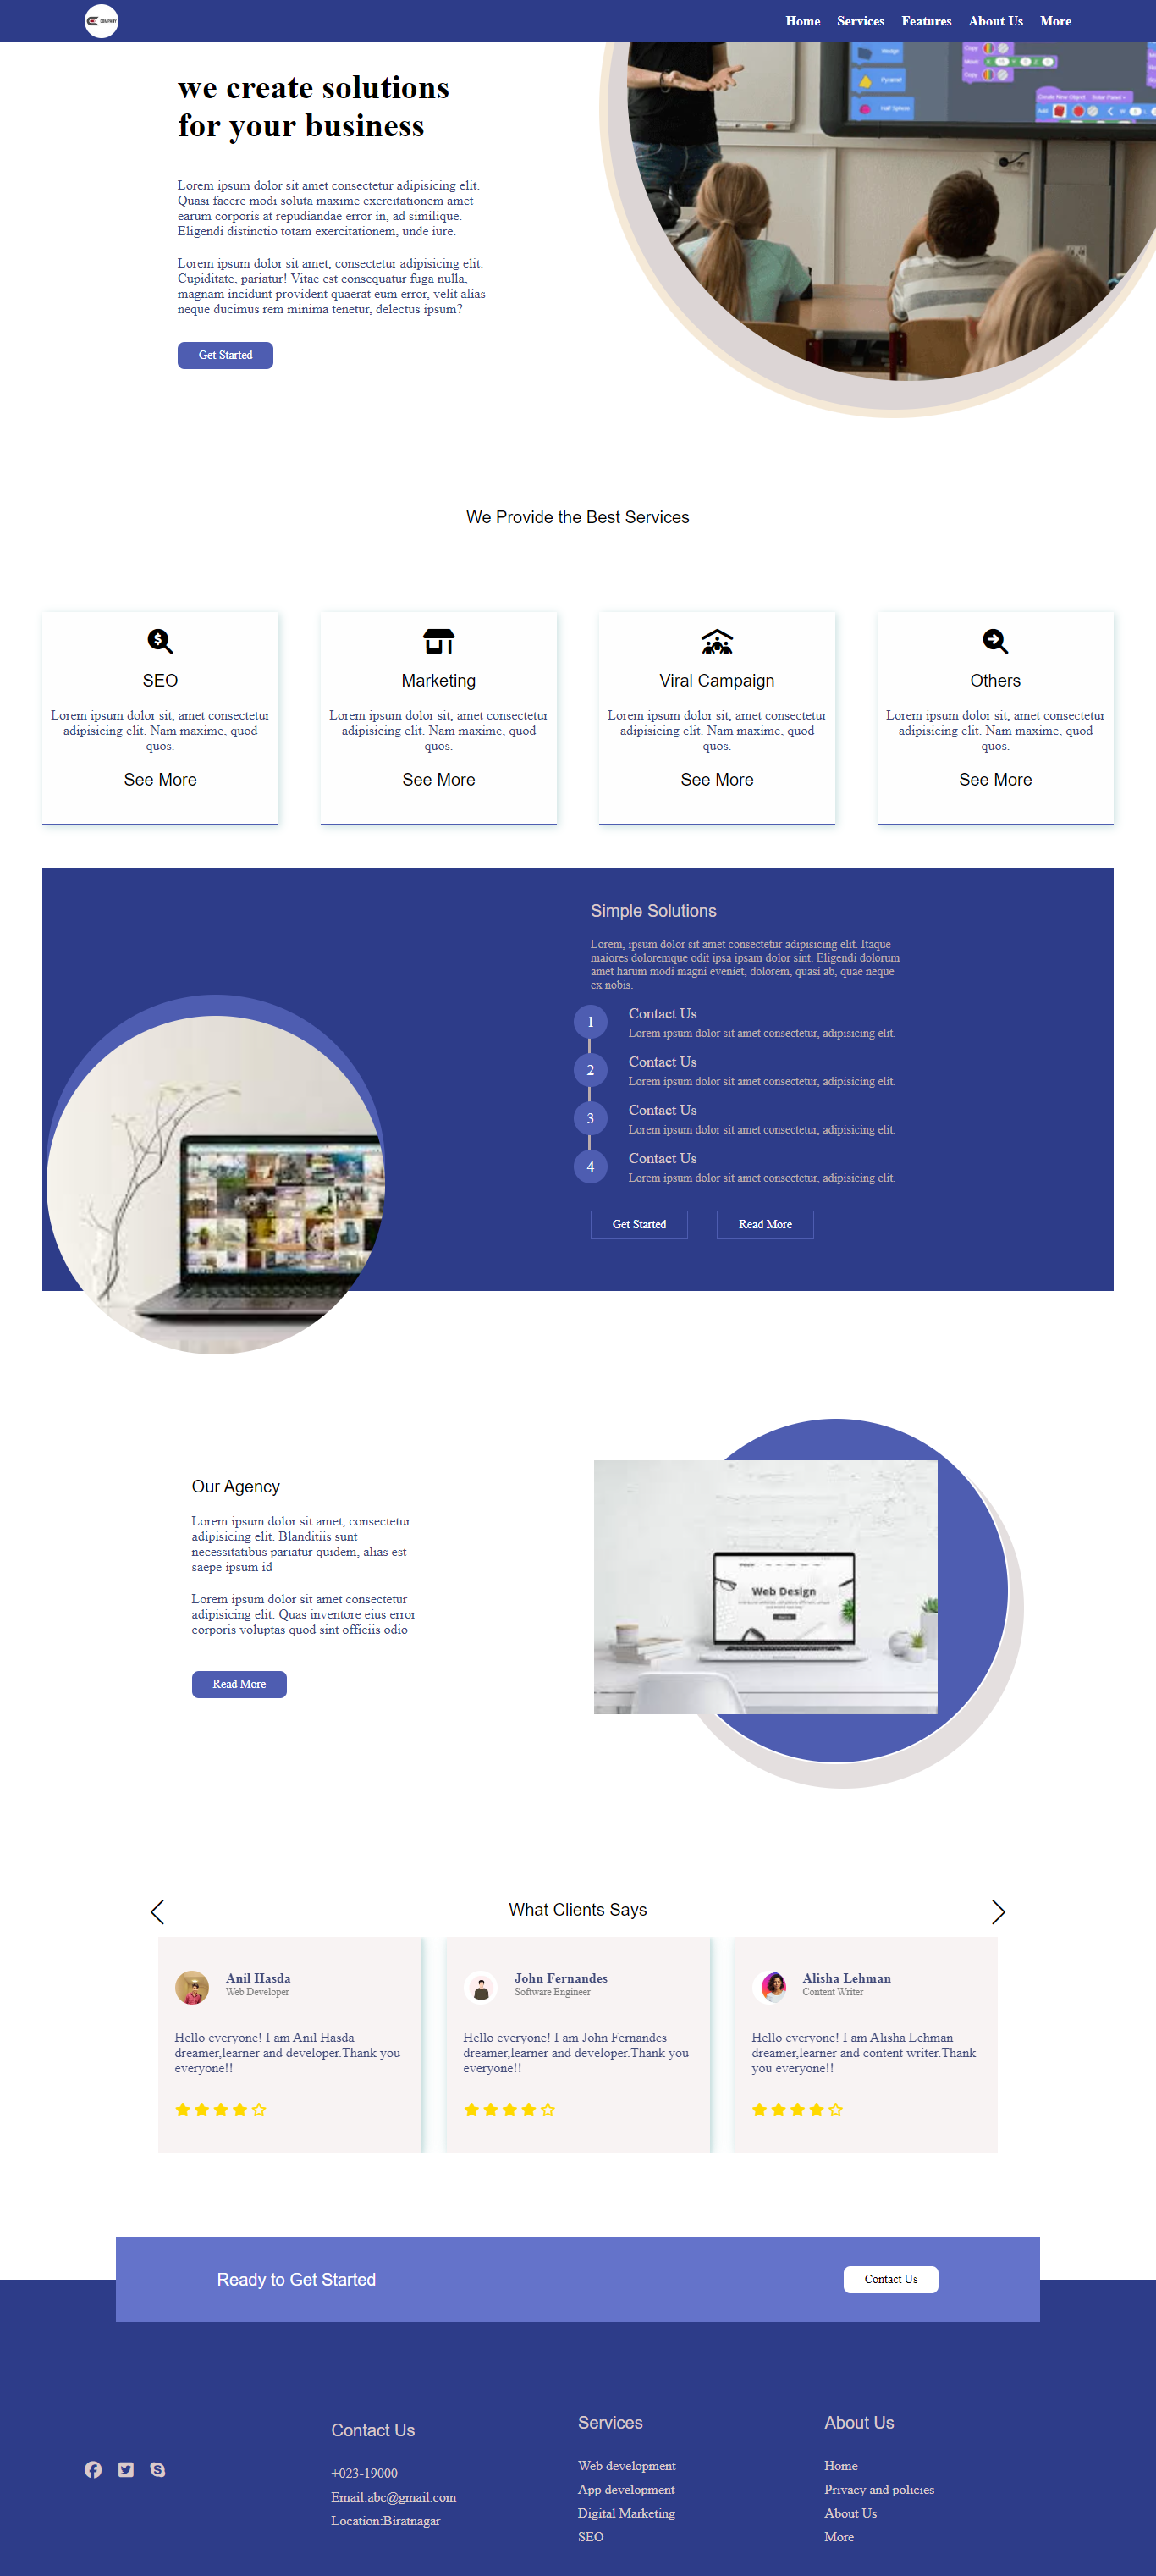 COMPANY
Home Services Features About Us More
we create solutions
for your business
Lorem ipsum dolor sit amet consectetur adipisicing elit.
Quasi facere modi soluta maxime exercitationem amet
earum corporis at repudiandae error in, ad similique.
Eligendi distinctio totam exercitationem, unde iure.
Lorem ipsum dolor sit amet, consectetur adipisicing elit.
Cupiditate, pariatur! Vitae est consequatur fuga nulla,
magnam incidunt provident quaerat eum error, velit alias
neque ducimus rem minima tenetur, delectus ipsum?
Get Started
Wedge
Pyramid
Half Sphere
Copy
Move
Copy
Create New Object
Add
We Provide the Best Services
SEO
Lorem ipsum dolor sit, amet consectetur
adipisicing elit. Nam maxime, quod
quos.
See More
Marketing
Lorem ipsum dolor sit, amet consectetur
adipisicing elit. Nam maxime, quod
quos.
See More
Viral Campaign
Lorem ipsum dolor sit, amet consectetur
adipisicing elit. Nam maxime, quod
quos.
See More
Others
Lorem ipsum dolor sit, amet consectetur
adipisicing elit. Nam maxime, quod
quos.
See More
Simple Solutions
Lorem, ipsum dolor sit amet consectetur adipisicing elit. Itaque
maiores doloremque odit ipsa ipsam dolor sint. Eligendi dolorum
amet harum modi magni eveniet, dolorem, quasi ab, quae neque
ex nobis.
1 Contact Us
Lorem ipsum dolor sit amet consectetur, adipisicing elit.
2 Contact Us
Lorem ipsum dolor sit amet consectetur, adipisicing elit.
3 Contact Us
Lorem ipsum dolor sit amet consectetur, adipisicing elit.
4 Contact Us
Lorem ipsum dolor sit amet consectetur, adipisicing elit.
Get Started Read More
Our Agency
Lorem ipsum dolor sit amet, consectetur
adipisicing elit. Blanditiis sunt
necessitatibus pariatur quidem, alias est
saepe ipsum id
Lorem ipsum dolor sit amet consectetur
adipisicing elit. Quas inventore eius error
corporis voluptas quod sint officiis odio
Read More
Web Design
What Clients Says
Anil Hasda
Web Developer
Hello everyone! I am Anil Hasda
dreamer,learner and developer.Thank you
everyone!!
John Fernandes
Software Engineer
Hello everyone! I am John Fernandes
dreamer,learner and developer.Thank you
everyone!!
Alisha Lehman
Content Writer
Hello everyone! I am Alisha Lehman
dreamer,learner and content writer.Thank
you everyone!!
Ready to Get Started
Contact Us
Contact Us
+023-19000
Email:abc@gmail.com
Location:Biratnagar
Services
Web development
App development
Digital Marketing
SEO
About Us
Home
Privacy and policies
About Us
More